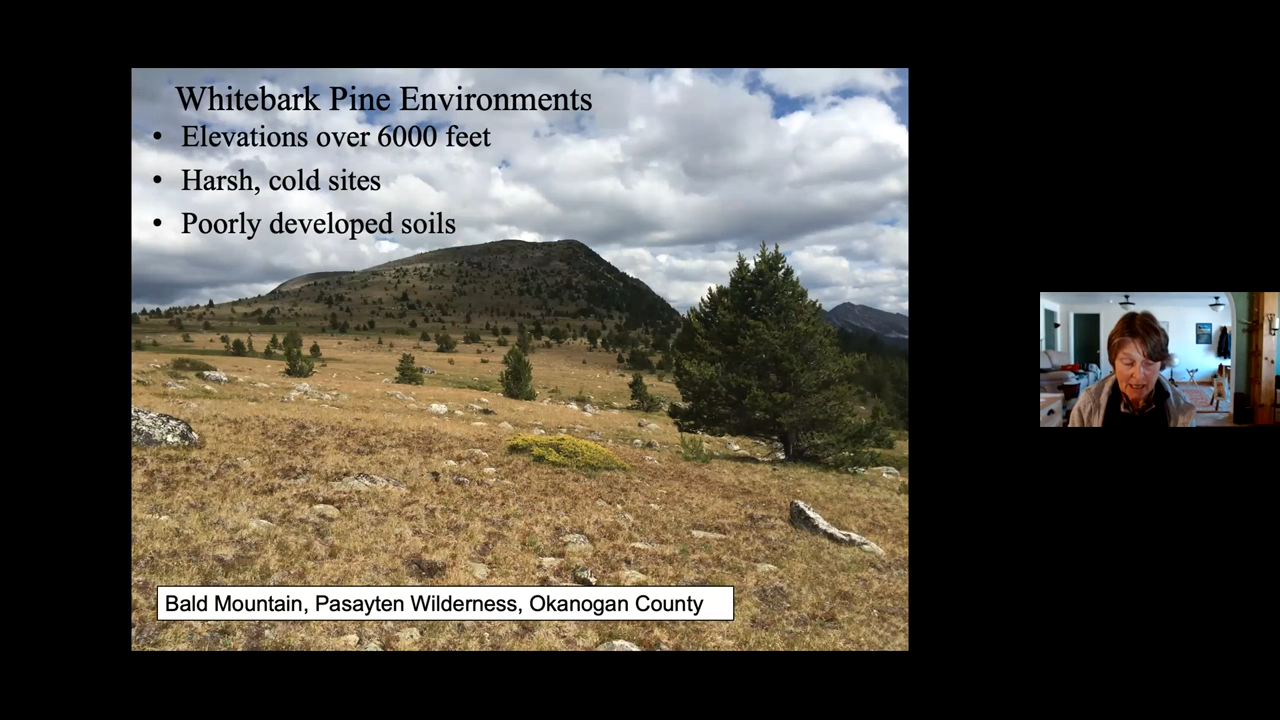 Whitebark Pine Environments
• Elevations over 6000 feet
• Harsh, cold sites
• Poorly developed soils
Bald Mountain, Pasayten Wilderness, Okanogan County